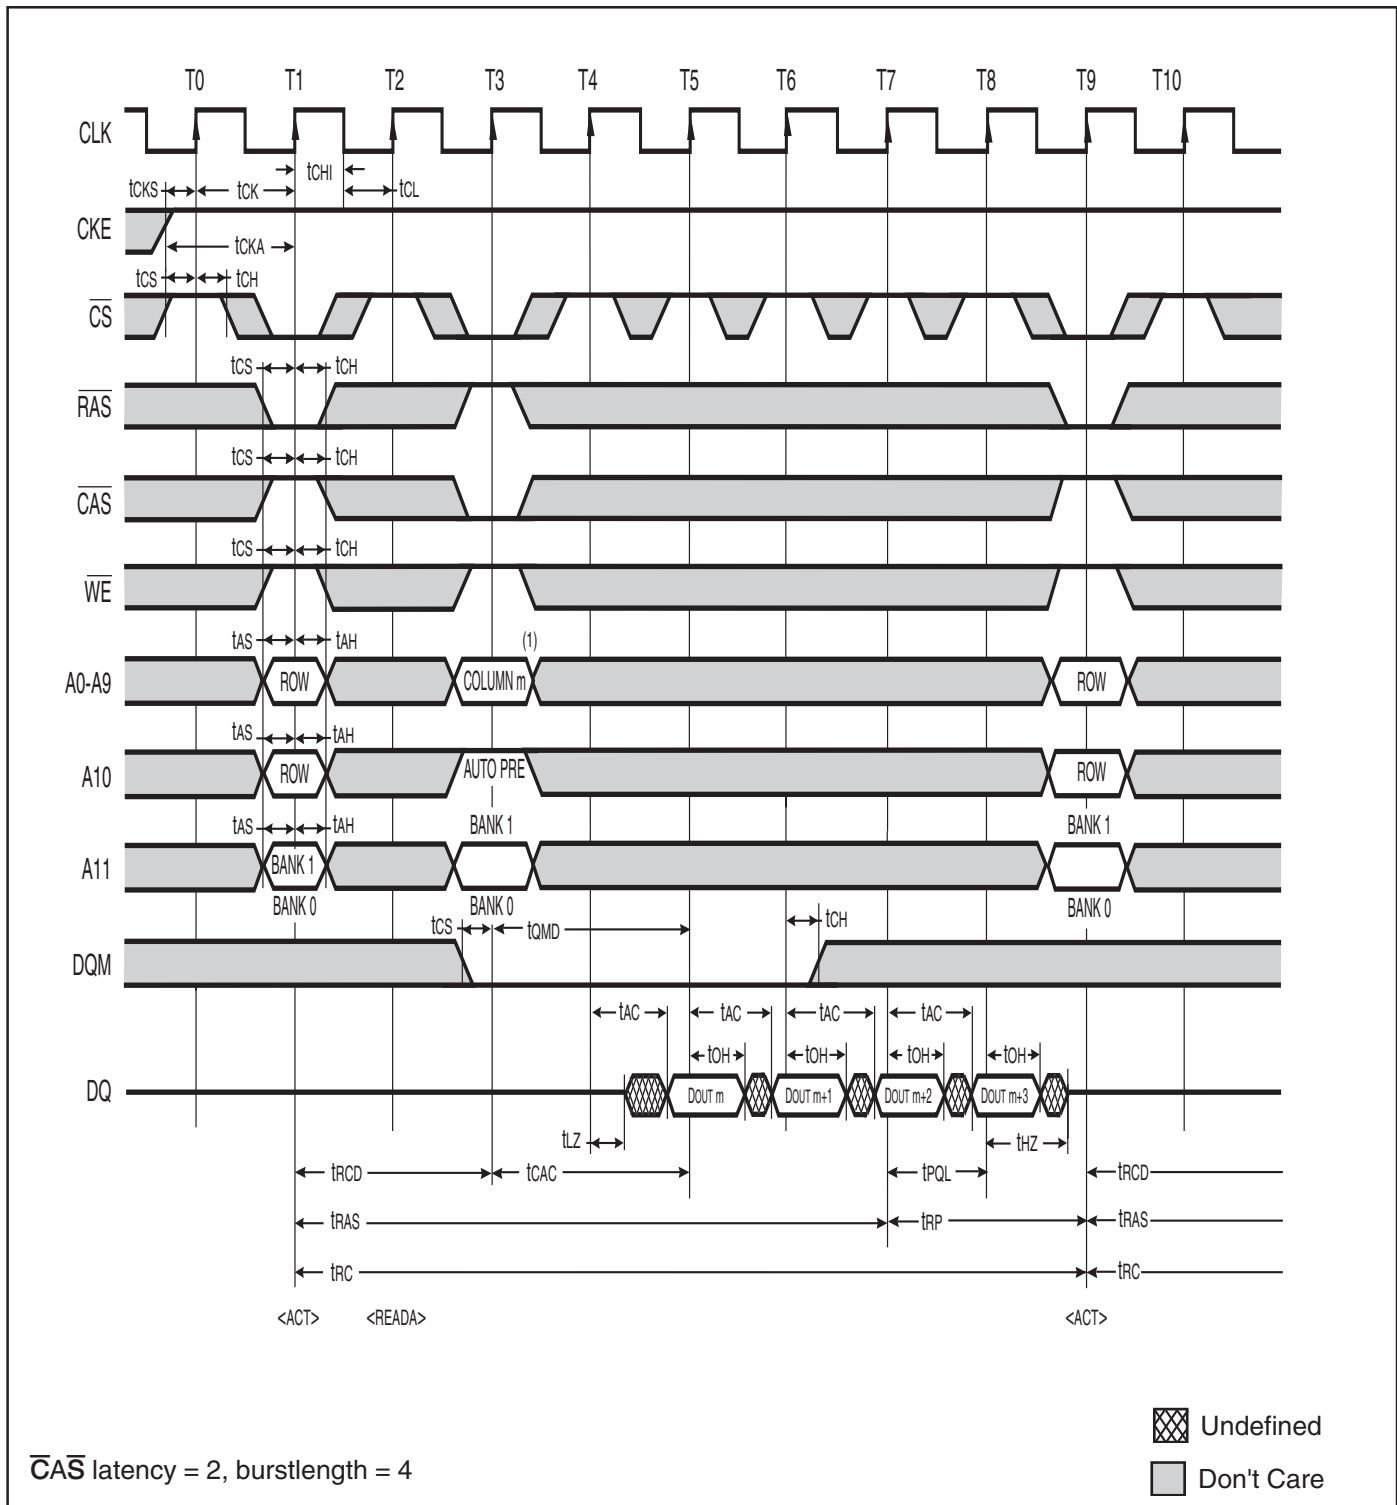 T0 T1 T2 T3 T4 T5 T6 T7 T8 T9 T10
CLK
tCHI
tCKS tCK tCL
CKE
tCKA
tCS tCH
CS
tCS tCH
RAS
tCS tCH
CAS
tCS tCH
WE
tAS tAH (1)
A0-A9 ROW COLUMN m ROW
tAS tAH
A10 ROW AUTO PRE ROW
tAS tAH BANK 1 BANK 1
A11 BANK 1
BANK 0 BANK 0 BANK 0
tCS tQMD tCH
DQM
tAC tAC tAC tAC
tOH tOH tOH tOH
DQ DOUT m DOUT m+1 DOUT m+2 DOUT m+3
tLZ tHZ
tRCD tCAC tPQL tRCD
tRAS tRP tRAS
tRC tRC
<ACT> <READA> <ACT>
Undefined
CAS latency = 2, burstlength = 4
Don't Care